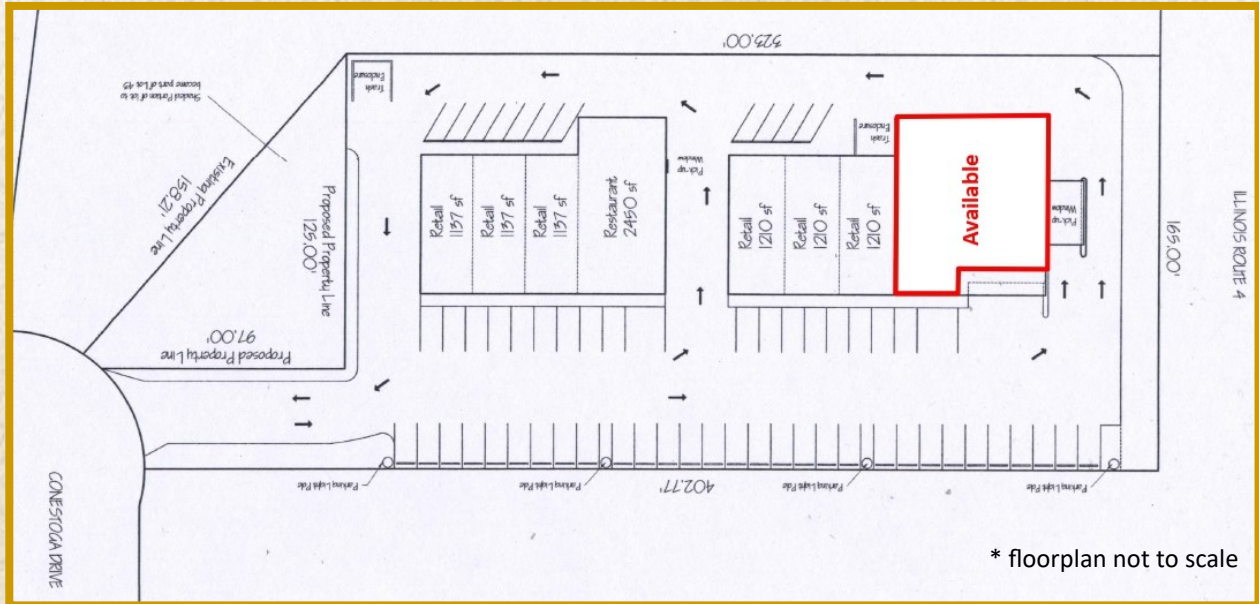 323.00'
Trash
Enclosure
Shaded Portion of lot to
become part of Lot 45
Existing Property Line
158.21'
Proposed Property Line
125.00'
Proposed Property Line
97.00'
Retail
1137 sf
Retail
1137 sf
Retail
1137 sf
Restaurant
2450 sf
Pick-up
Window
Retail
1210 sf
Retail
1210 sf
Retail
1210 sf
Trash
Enclosure
Available
Pick-up
Window
165.00'
ILLINOIS ROUTE 4
Parking Light Pole
Parking Light Pole
402.77'
Parking Light Pole
Parking Light Pole
CONESTOGA DRIVE
* floorplan not to scale